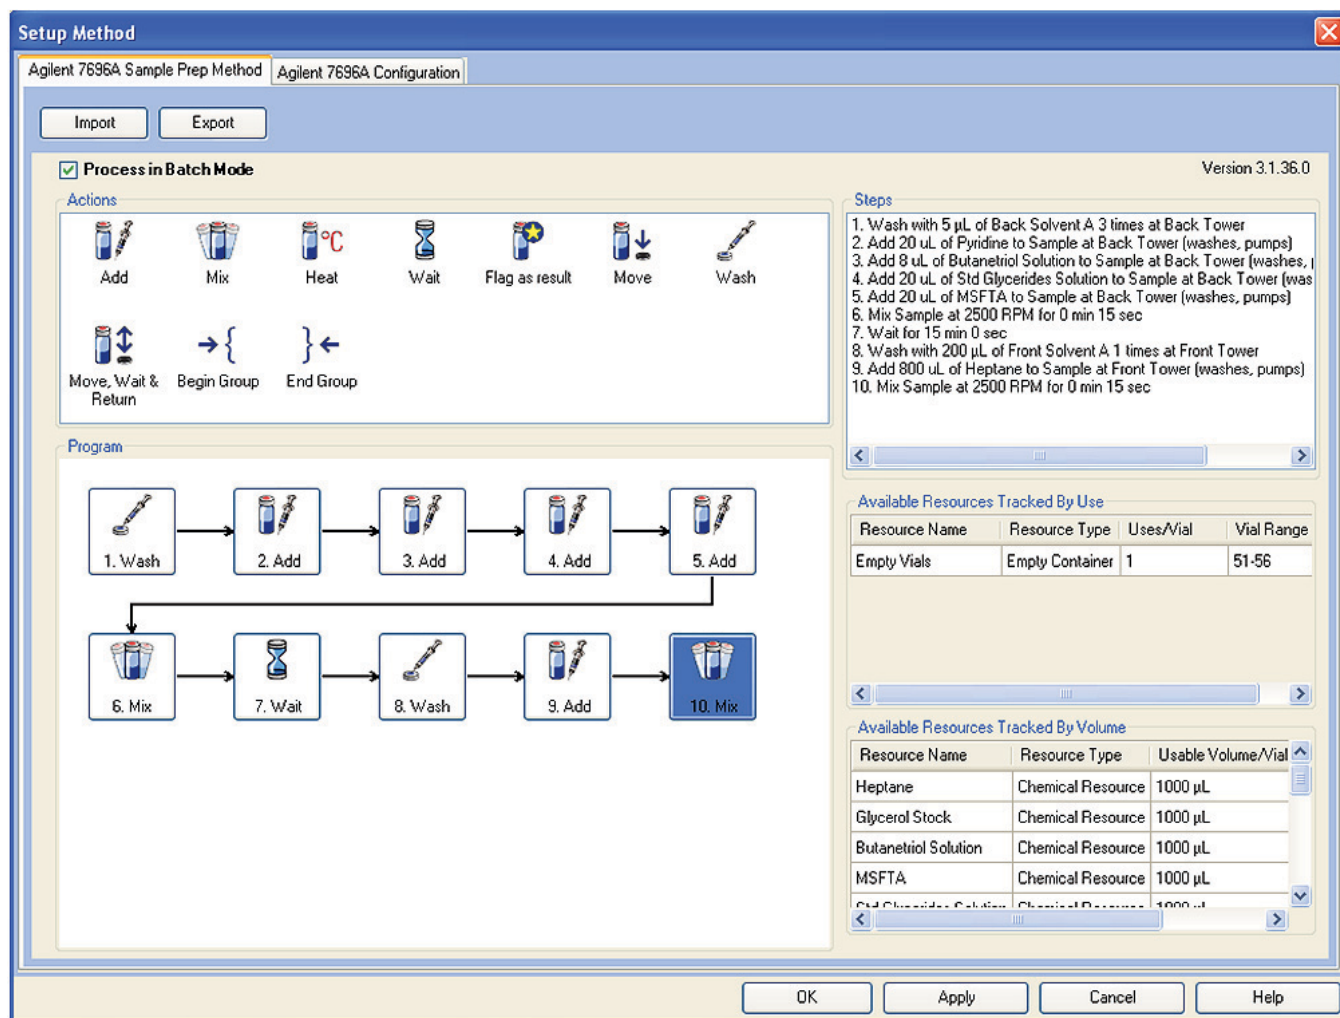 Setup Method
Agilent 7696A Sample Prep Method
Agilent 7696A Configuration
Import
Export
Process in Batch Mode
Version 3.1.36.0
Actions
Add
Mix
Heat
Wait
Flag as result
Move
Wash
Move, Wait &
Return
Begin Group
End Group
Steps
1. Wash with 5 µL of Back Solvent A 3 times at Back Tower
2. Add 20 uL of Pyridine to Sample at Back Tower (washes, pumps)
3. Add 8 uL of Butanetriol Solution to Sample at Back Tower (washes,
4. Add 20 uL of Std Glycerides Solution to Sample at Back Tower (was
5. Add 20 uL of MSFTA to Sample at Back Tower (washes, pumps)
6. Mix Sample at 2500 RPM for 0 min 15 sec
7. Wait for 15 min 0 sec
8. Wash with 200 µL of Front Solvent A 1 times at Front Tower
9. Add 800 uL of Heptane to Sample at Front Tower (washes, pumps)
10. Mix Sample at 2500 RPM for 0 min 15 sec
Program
1. Wash
2. Add
3. Add
4. Add
5. Add
6. Mix
7. Wait
8. Wash
9. Add
10. Mix
Available Resources Tracked By Use
Resource Name Resource Type Uses/Vial Vial Range
Empty Vials Empty Container 1 51-56
Available Resources Tracked By Volume
Resource Name Resource Type Usable Volume/Vial
Heptane Chemical Resource 1000 µL
Glycerol Stock Chemical Resource 1000 µL
Butanetriol Solution Chemical Resource 1000 µL
MSFTA Chemical Resource 1000 µL
Std Glycerides Solution Chemical Resource 1000 µL
OK
Apply
Cancel
Help